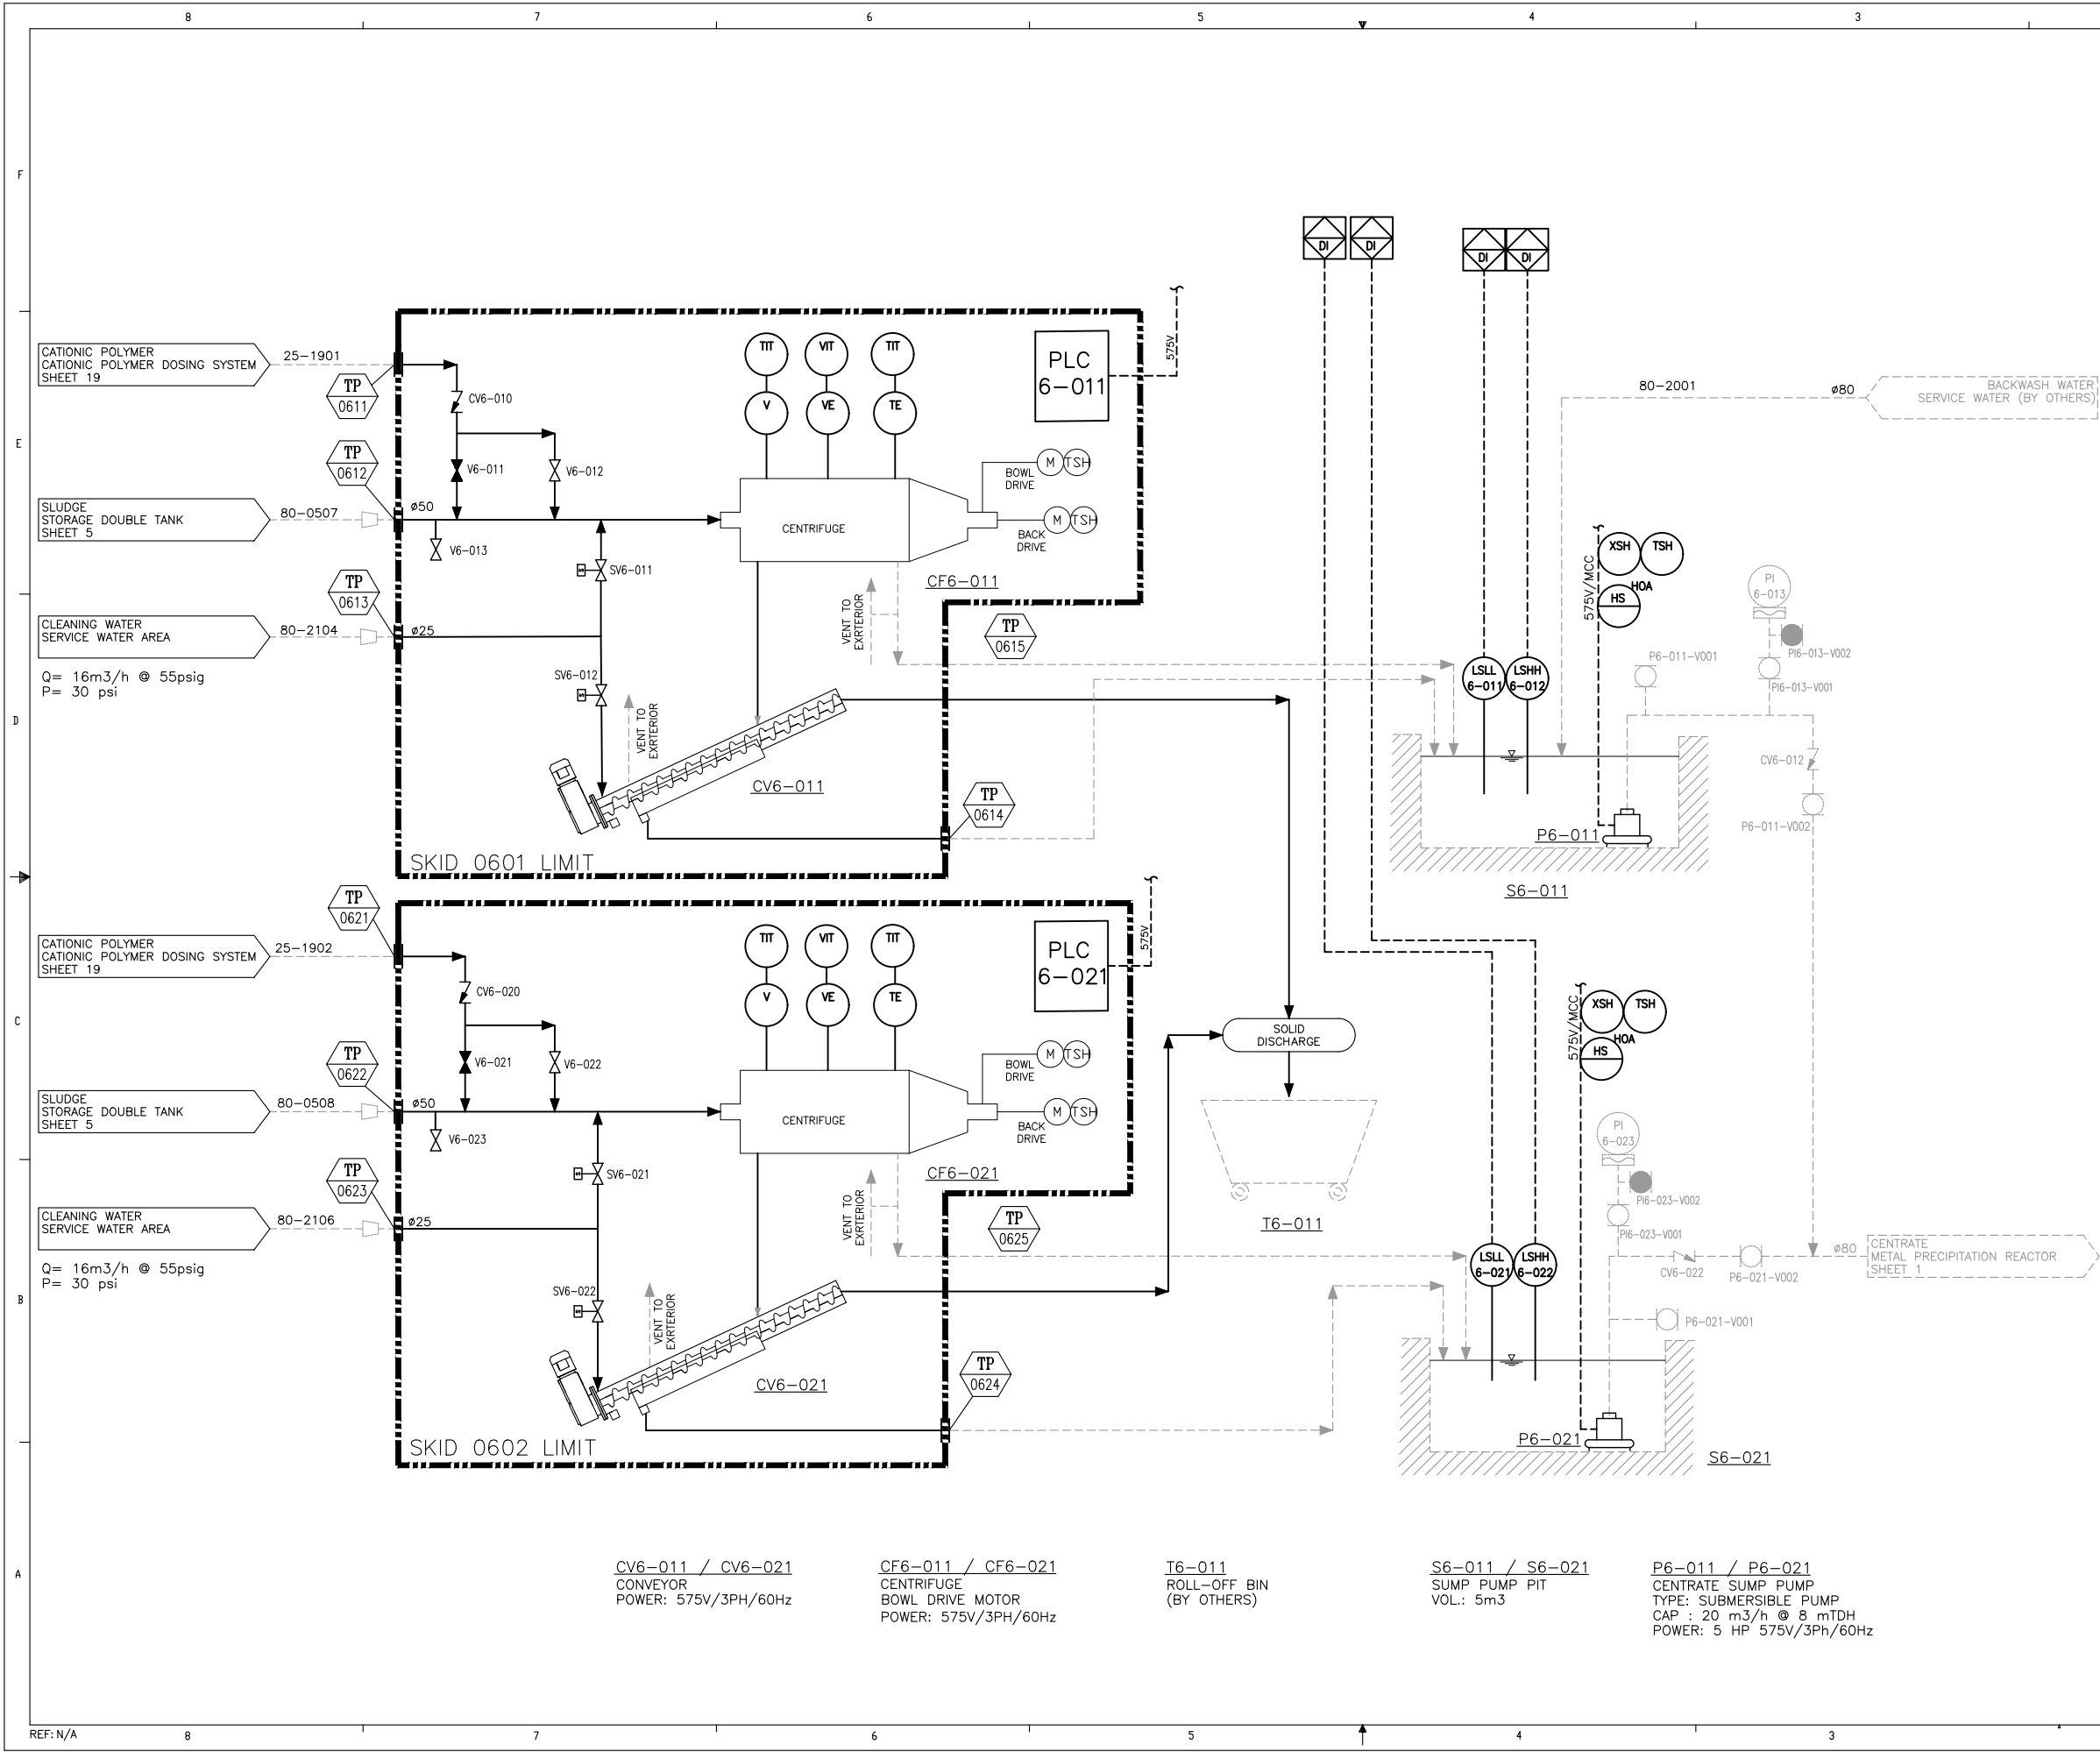 8
7
6
5
4
3
F
E
D
C
B
A
CATIONIC POLYMER
CATIONIC POLYMER DOSING SYSTEM
SHEET 19
25-1901
TP
0611
CV6-010
V6-011
V6-012
TP
0612
SLUDGE
STORAGE DOUBLE TANK
SHEET 5
80-0507
ø50
V6-013
SV6-011
TP
0613
CLEANING WATER
SERVICE WATER AREA
80-2104
ø25
Q= 16m3/h @ 55psig
P= 30 psi
SV6-012
VENT TO
EXRTERIOR
TIT
VIT
TIT
V
VE
TE
PLC
6-011
575V
M
TSH
BOWL
DRIVE
CENTRIFUGE
M
TSH
BACK
DRIVE
CF6-011
VENT TO
EXRTERIOR
TP
0615
CV6-011
TP
0614
SKID 0601 LIMIT
DI
DI
DI
DI
80-2001
ø80
BACKWASH WATER
SERVICE WATER (BY OTHERS)
575V/MCC
XSH
TSH
HOA
HS
PI
6-013
PI6-013-V002
P6-011-V001
PI6-013-V001
LSLL
6-011
LSHH
6-012
CV6-012
P6-011-V002
P6-011
S6-011
TP
0621
CATIONIC POLYMER
CATIONIC POLYMER DOSING SYSTEM
SHEET 19
25-1902
CV6-020
V6-021
V6-022
TP
0622
SLUDGE
STORAGE DOUBLE TANK
SHEET 5
80-0508
ø50
V6-023
SV6-021
TP
0623
CLEANING WATER
SERVICE WATER AREA
80-2106
ø25
Q= 16m3/h @ 55psig
P= 30 psi
SV6-022
VENT TO
EXRTERIOR
TIT
VIT
TIT
V
VE
TE
PLC
6-021
575V
M
TSH
BOWL
DRIVE
CENTRIFUGE
M
TSH
BACK
DRIVE
CF6-021
VENT TO
EXRTERIOR
TP
0625
CV6-021
TP
0624
SKID 0602 LIMIT
SOLID
DISCHARGE
T6-011
575V/MCC
XSH
TSH
HOA
HS
PI
6-023
PI6-023-V002
PI6-023-V001
LSLL
6-021
LSHH
6-022
CV6-022
P6-021-V002
ø80
CENTRATE
METAL PRECIPITATION REACTOR
SHEET 1
P6-021-V001
P6-021
S6-021
CV6-011 / CV6-021
CONVEYOR
POWER: 575V/3PH/60Hz
CF6-011 / CF6-021
CENTRIFUGE
BOWL DRIVE MOTOR
POWER: 575V/3PH/60Hz
T6-011
ROLL-OFF BIN
(BY OTHERS)
S6-011 / S6-021
SUMP PUMP PIT
VOL.: 5m3
P6-011 / P6-021
CENTRATE SUMP PUMP
TYPE: SUBMERSIBLE PUMP
CAP : 20 m3/h @ 8 mTDH
POWER: 5 HP 575V/3Ph/60Hz
REF: N/A
8
7
6
5
4
3